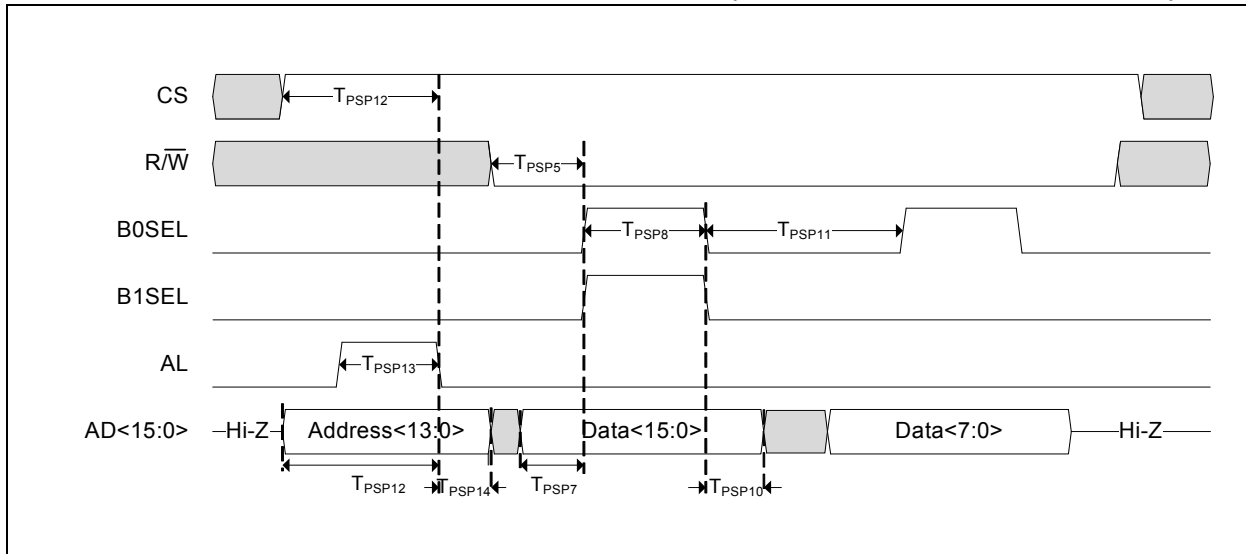 CS
T_PSP12
R/W̅
T_PSP5
B0SEL
T_PSP8
T_PSP11
B1SEL
AL
T_PSP13
AD<15:0>
Hi-Z
Address<13:0>
Data<15:0>
Data<7:0>
Hi-Z
T_PSP12
T_PSP14
T_PSP7
T_PSP10